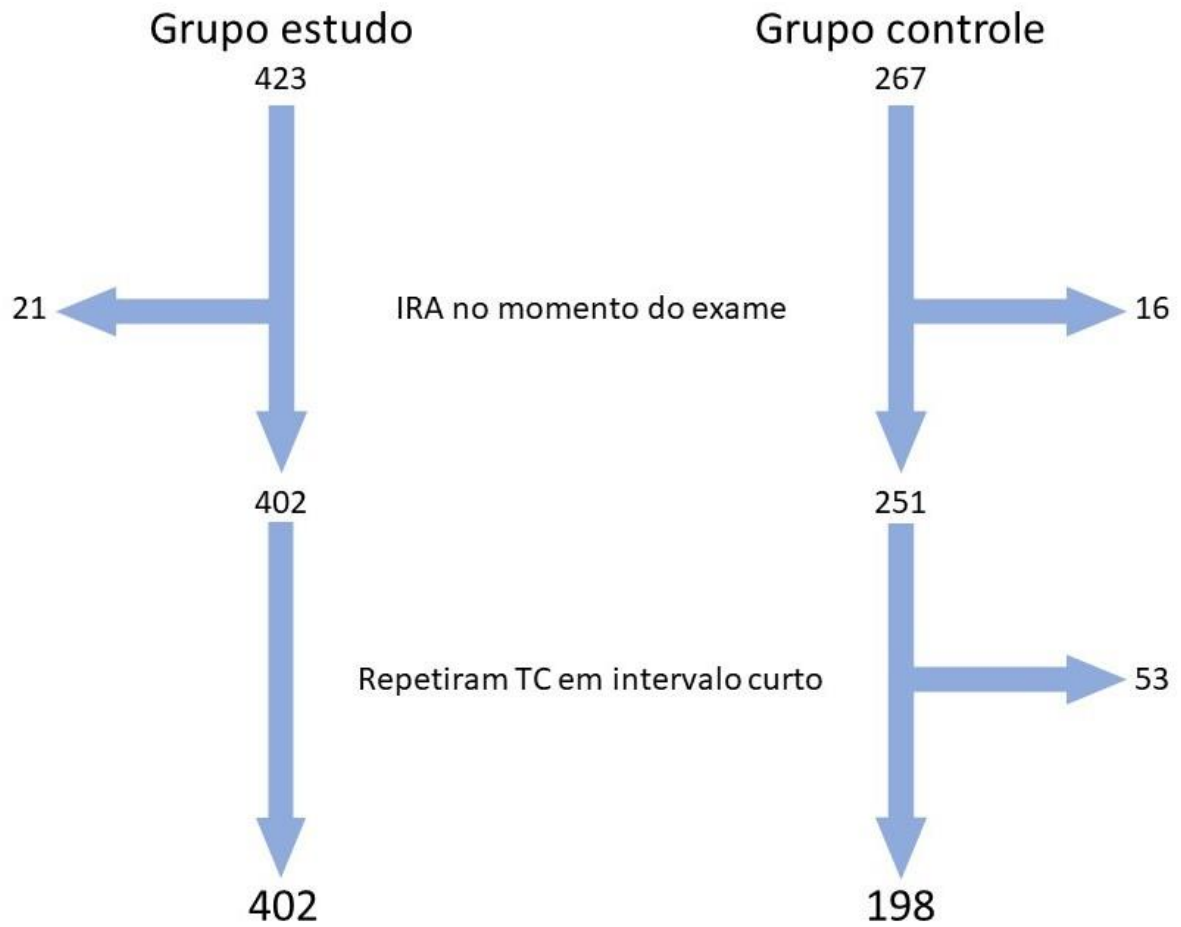 Grupo estudo
Grupo controle
423
267
21
IRA no momento do exame
16
402
251
Repetiram TC em intervalo curto
53
402
198